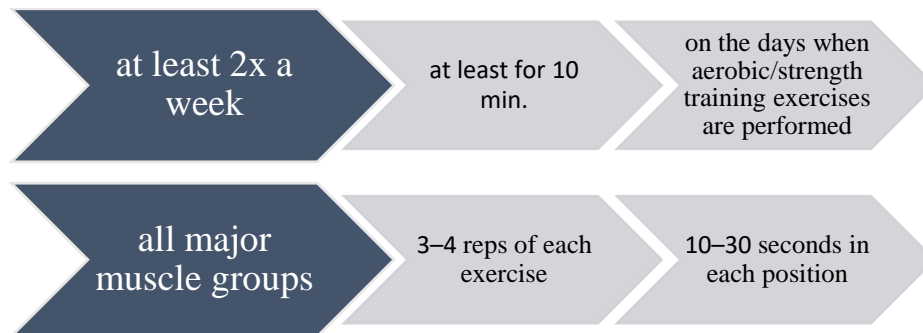 at least 2x a
week
at least for 10
min.
on the days when
aerobic/strength
training exercises
are performed
all major
muscle groups
3–4 reps of each
exercise
10–30 seconds in
each position